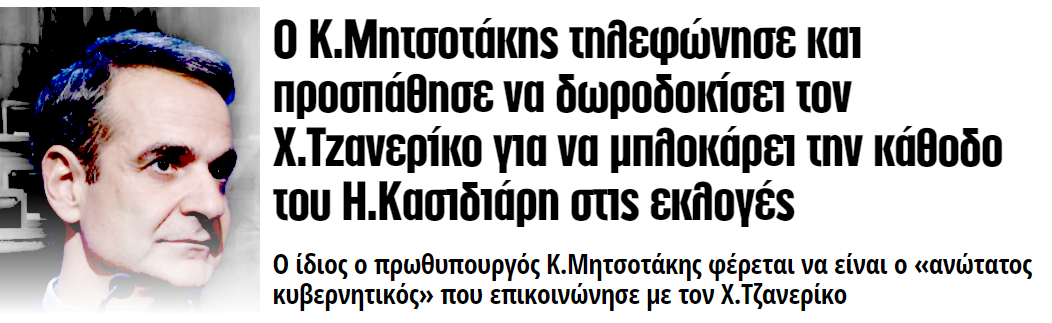 Ο Κ.Μητσοτάκης τηλεφώνησε και
προσπάθησε να δωροδοκίσει τον
Χ.Τζανερίκο για να μπλοκάρει την κάθοδο
του Η.Κασιδιάρη στις εκλογές
Ο ίδιος ο πρωθυπουργός Κ.Μητσοτάκης φέρεται να είναι ο «ανώτατος
κυβερνητικός» που επικοινώνησε με τον Χ.Τζανερίκο